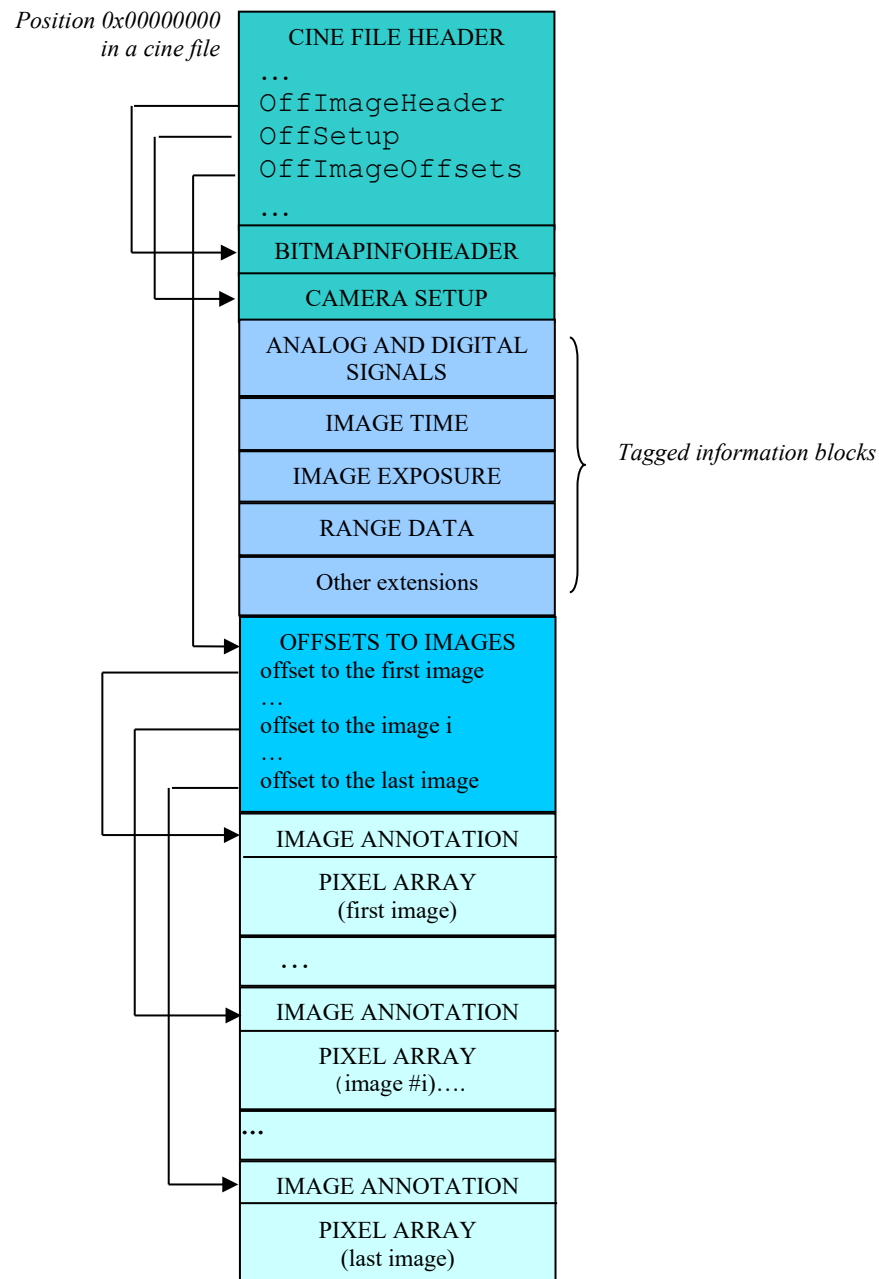 Position 0x00000000
in a cine file
CINE FILE HEADER
…
OffImageHeader
OffSetup
OffImageOffsets
…
BITMAPINFOHEADER
CAMERA SETUP
ANALOG AND DIGITAL
SIGNALS
IMAGE TIME
IMAGE EXPOSURE
RANGE DATA
Other extensions
Tagged information blocks
OFFSETS TO IMAGES
offset to the first image
…
offset to the image i
…
offset to the last image
IMAGE ANNOTATION
PIXEL ARRAY
(first image)
…
IMAGE ANNOTATION
PIXEL ARRAY
(image #i)….
…
IMAGE ANNOTATION
PIXEL ARRAY
(last image)